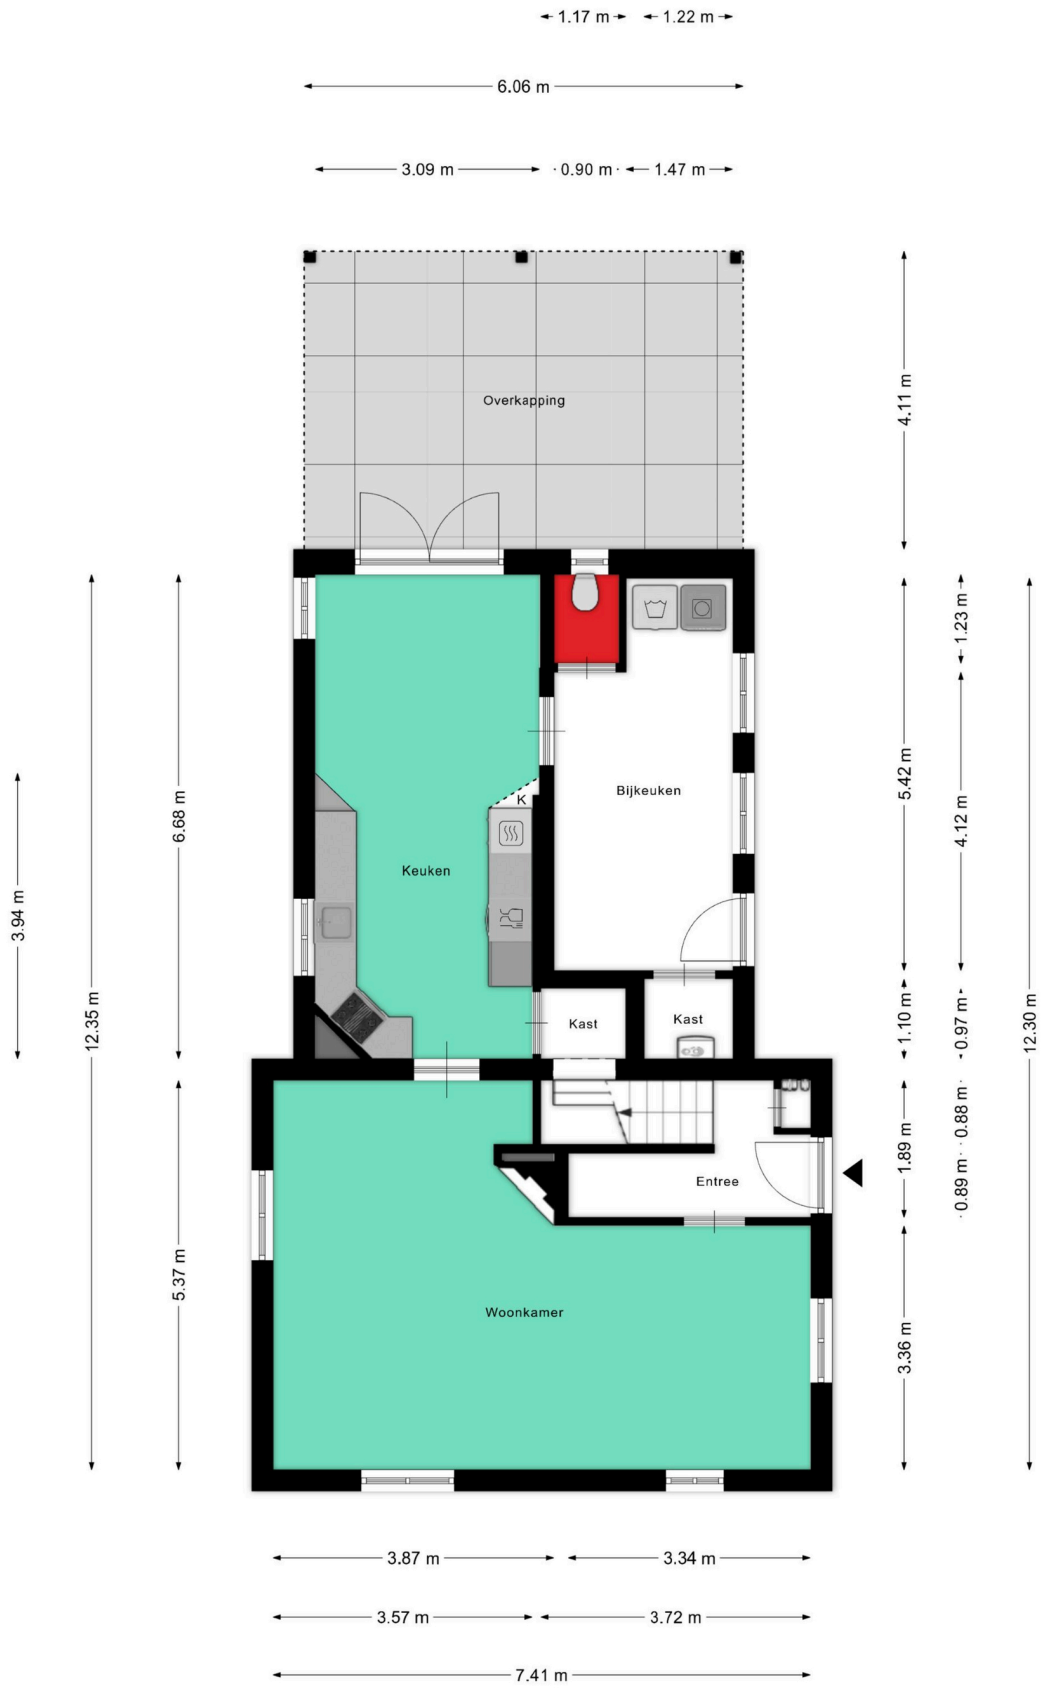 1.17 m
1.22 m
6.06 m
3.09 m
0.90 m
1.47 m
Overkapping
4.11 m
1.23 m
5.42 m
4.12 m
Bijkeuken
K
6.68 m
Keuken
3.94 m
12.35 m
1.10 m
0.97 m
12.30 m
Kast
Kast
0.88 m
1.89 m
0.89 m
Entree
5.37 m
Woonkamer
3.36 m
3.87 m
3.34 m
3.57 m
3.72 m
7.41 m